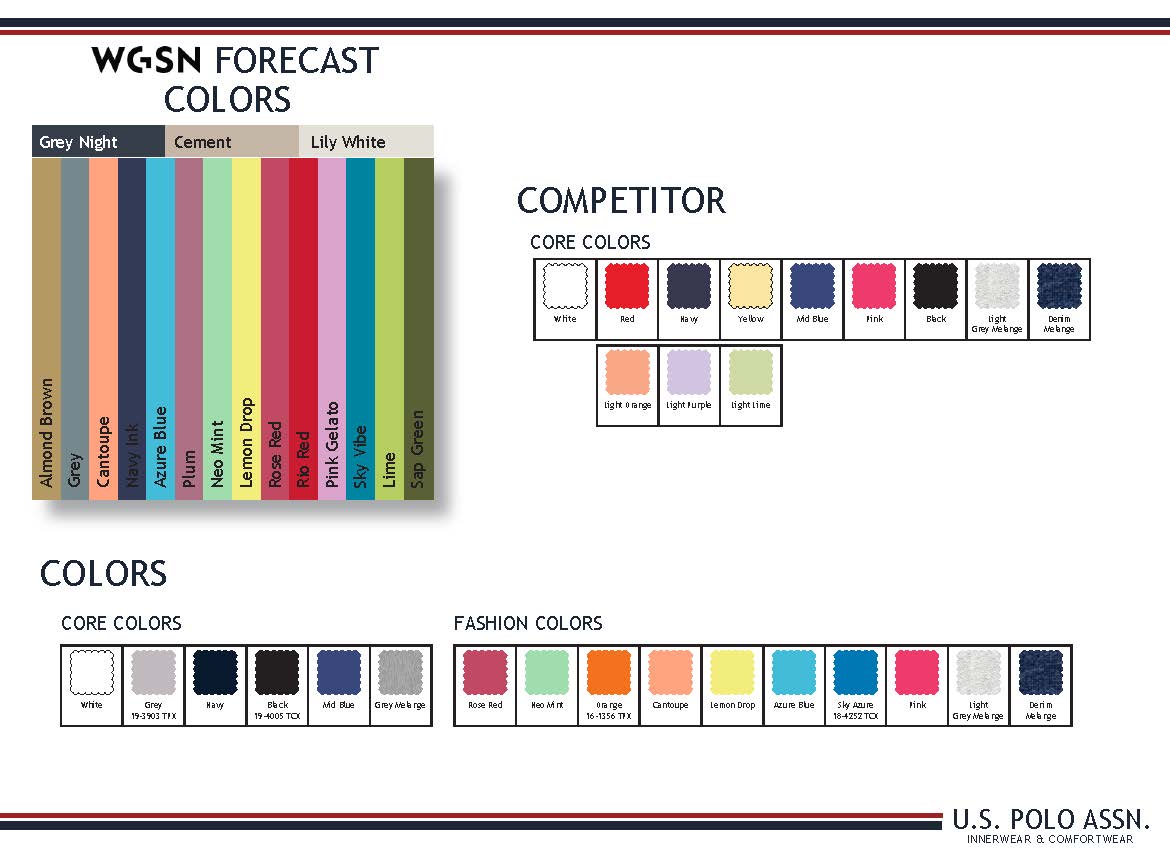 WGSN FORECAST
COLORS
Grey Night
Cement
Lily White
Almond Brown
Grey
Cantoupe
Navy Ink
Azure Blue
Plum
Neo Mint
Lemon Drop
Rose Red
Rio Red
Pink Gelato
Sky Vibe
Lime
Sap Green
COMPETITOR
CORE COLORS
White
Red
Navy
Yellow
Mid Blue
Pink
Black
Light
Grey Melange
Denim
Melange
Light Orange
Light Purple
Light Lime
COLORS
CORE COLORS
White
Grey
19-3903 TPX
Navy
Black
19-4005 TCX
Mid Blue
Grey Melange
FASHION COLORS
Rose Red
Neo Mint
Orange
16-1356 TPX
Cantoupe
Lemon Drop
Azure Blue
Sky Azure
18-4252 TCX
Pink
Light
Grey Melange
Denim
Melange
U.S. POLO ASSN.
INNERWEAR & COMFORTWEAR